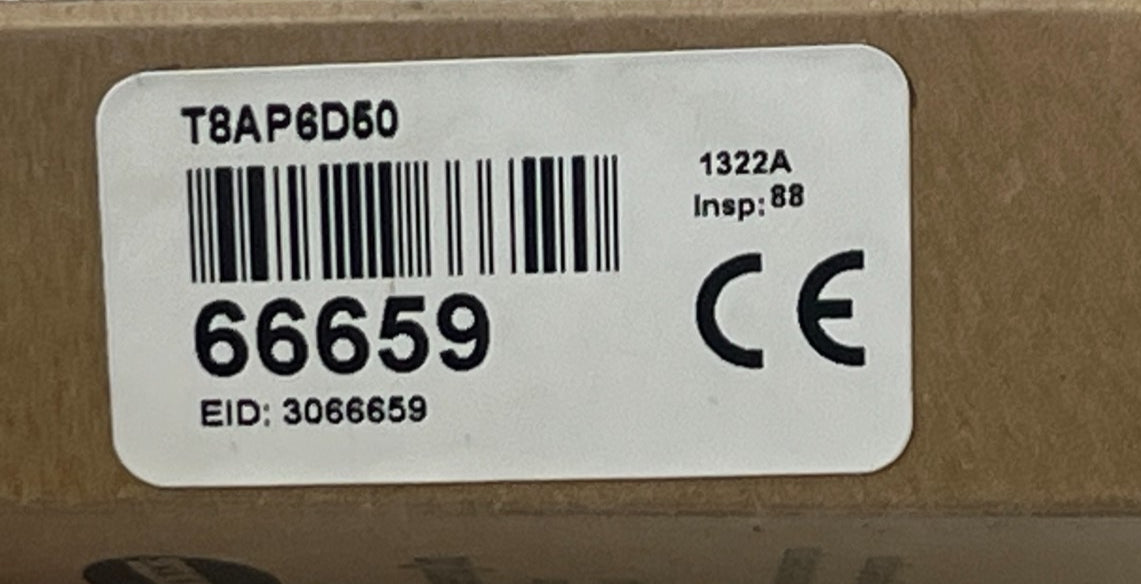 T8AP6D50
1322A
Insp: 88
66659
EID: 3066659
CE